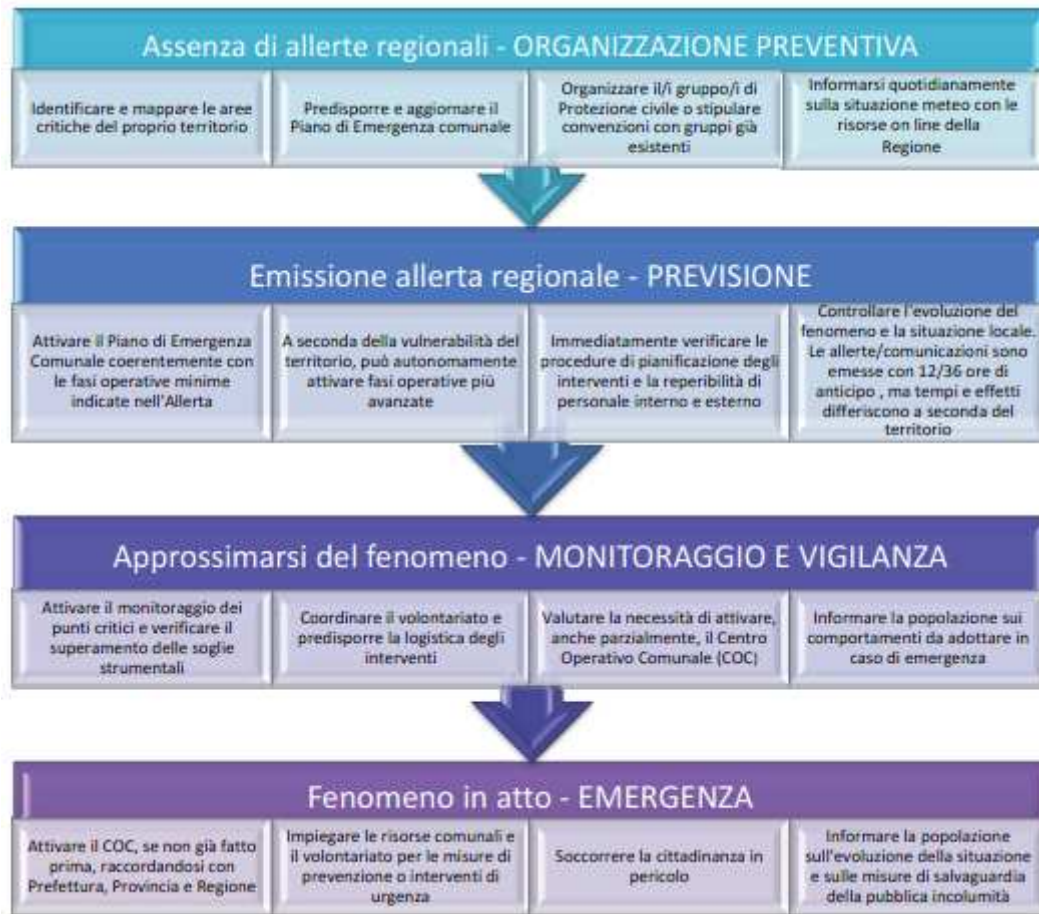 Assenza di allerte regionali - ORGANIZZAZIONE PREVENTIVA
Identificare e mappare le aree
critiche del proprio territorio
Predisporre e aggiornare il
Piano di Emergenza comunale
Organizzare il/i gruppo/i di
Protezione civile o stipulare
convenzioni con gruppi già
esistenti
Informarsi quotidianamente
sulla situazione meteo con le
risorse on line della
Regione
Emissione allerta regionale - PREVISIONE
Attivare il Piano di Emergenza
Comunale coerentemente con
le fasi operative minime
indicate nell'Allerta
A seconda della vulnerabilità del
territorio, può autonomamente
attivare fasi operative più
avanzate
Immediatamente verificare le
procedure di pianificazione degli
interventi e la reperibilità di
personale interno e esterno
Controllare l'evoluzione del
fenomeno e la situazione locale.
Le allerte/comunicazioni sono
emesse con 12/36 ore di
anticipo , ma tempi e effetti
differiscono a seconda del
territorio
Approssimarsi del fenomeno - MONITORAGGIO E VIGILANZA
Attivare il monitoraggio dei
punti critici e verificare il
superamento delle soglie
strumentali
Coordinare il volontariato e
predisporre la logistica degli
interventi
Valutare la necessità di attivare,
anche parzialmente, il Centro
Operativo Comunale (COC)
Informare la popolazione sui
comportamenti da adottare in
caso di emergenza
Fenomeno in atto - EMERGENZA
Attivare il COC, se non già fatto
prima, raccordandosi con
Prefettura, Provincia e Regione
Impiegare le risorse comunali e
il volontariato per le misure di
prevenzione o interventi di
urgenza
Soccorrere la cittadinanza in
pericolo
Informare la popolazione
sull'evoluzione della situazione
e sulle misure di salvaguardia
della pubblica incolumità